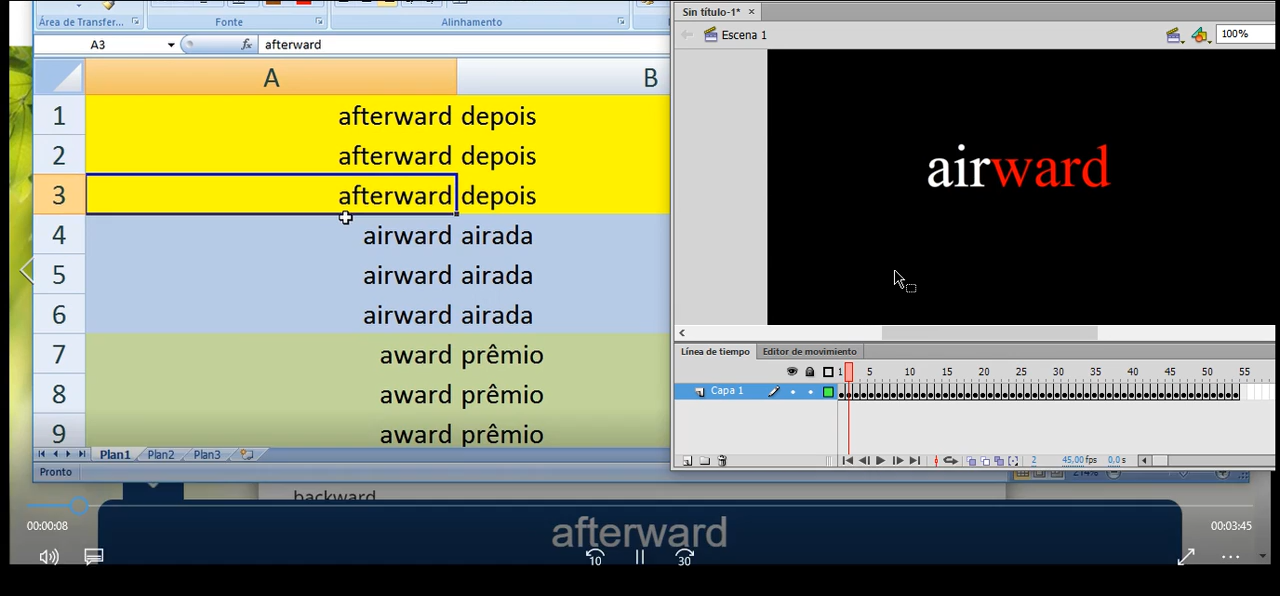 Área de Transfer...
Fonte
Alinhamento
A3
fx
afterward
A
B
1
afterward
depois
2
afterward
depois
3
afterward
depois
4
airward
airada
5
airward
airada
6
airward
airada
7
award
prêmio
8
award
prêmio
9
award
prêmio
Plan1
Plan2
Plan3
Pronto
Sin título-1*
Escena 1
100%
airward
Línea de tiempo
Editor de movimiento
1
5
10
15
20
25
30
35
40
45
50
55
Capa 1
2
45,00 fps
0,0 s
214%
backward
afterward
00:00:08
00:03:45
10
30